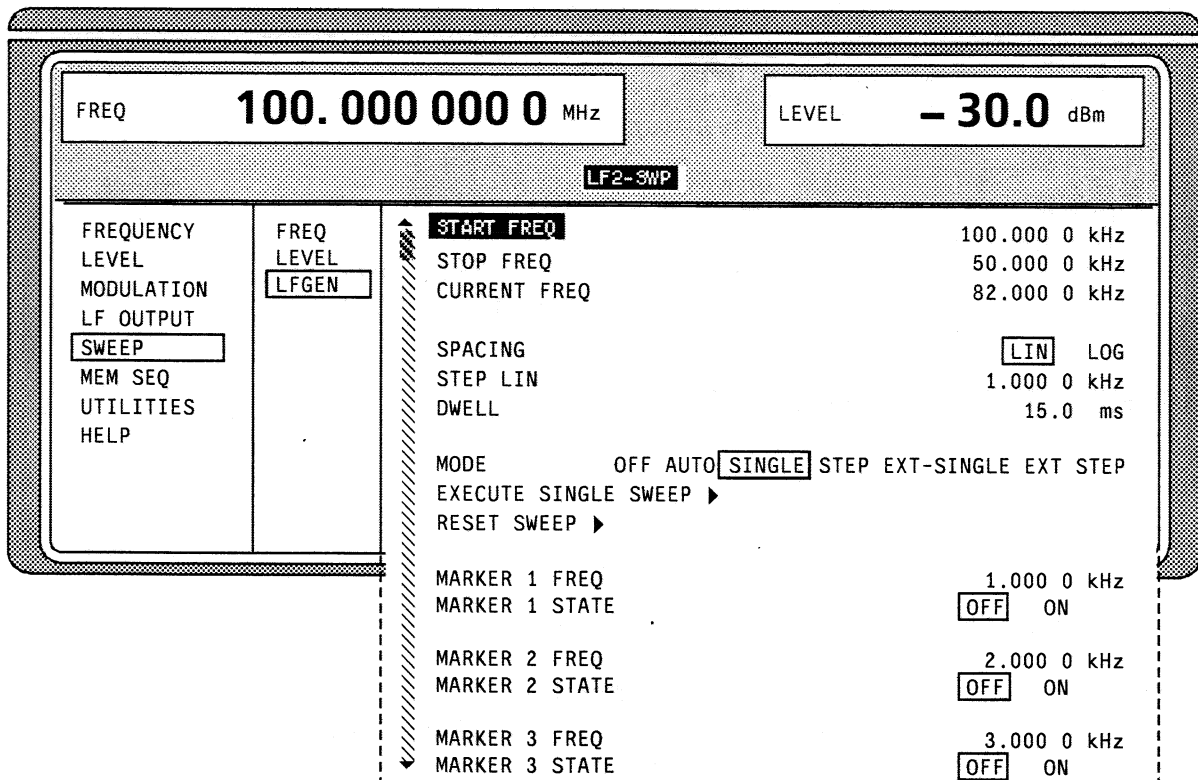 FREQ 100. 000 000 0 MHz
LEVEL – 30.0 dBm
LF2-SWP
FREQUENCY
LEVEL
MODULATION
LF OUTPUT
SWEEP
MEM SEQ
UTILITIES
HELP
FREQ
LEVEL
LFGEN
START FREQ 100.000 0 kHz
STOP FREQ 50.000 0 kHz
CURRENT FREQ 82.000 0 kHz
SPACING LIN LOG
STEP LIN 1.000 0 kHz
DWELL 15.0 ms
MODE OFF AUTO SINGLE STEP EXT-SINGLE EXT STEP
EXECUTE SINGLE SWEEP ▶
RESET SWEEP ▶
MARKER 1 FREQ 1.000 0 kHz
MARKER 1 STATE OFF ON
MARKER 2 FREQ 2.000 0 kHz
MARKER 2 STATE OFF ON
MARKER 3 FREQ 3.000 0 kHz
MARKER 3 STATE OFF ON